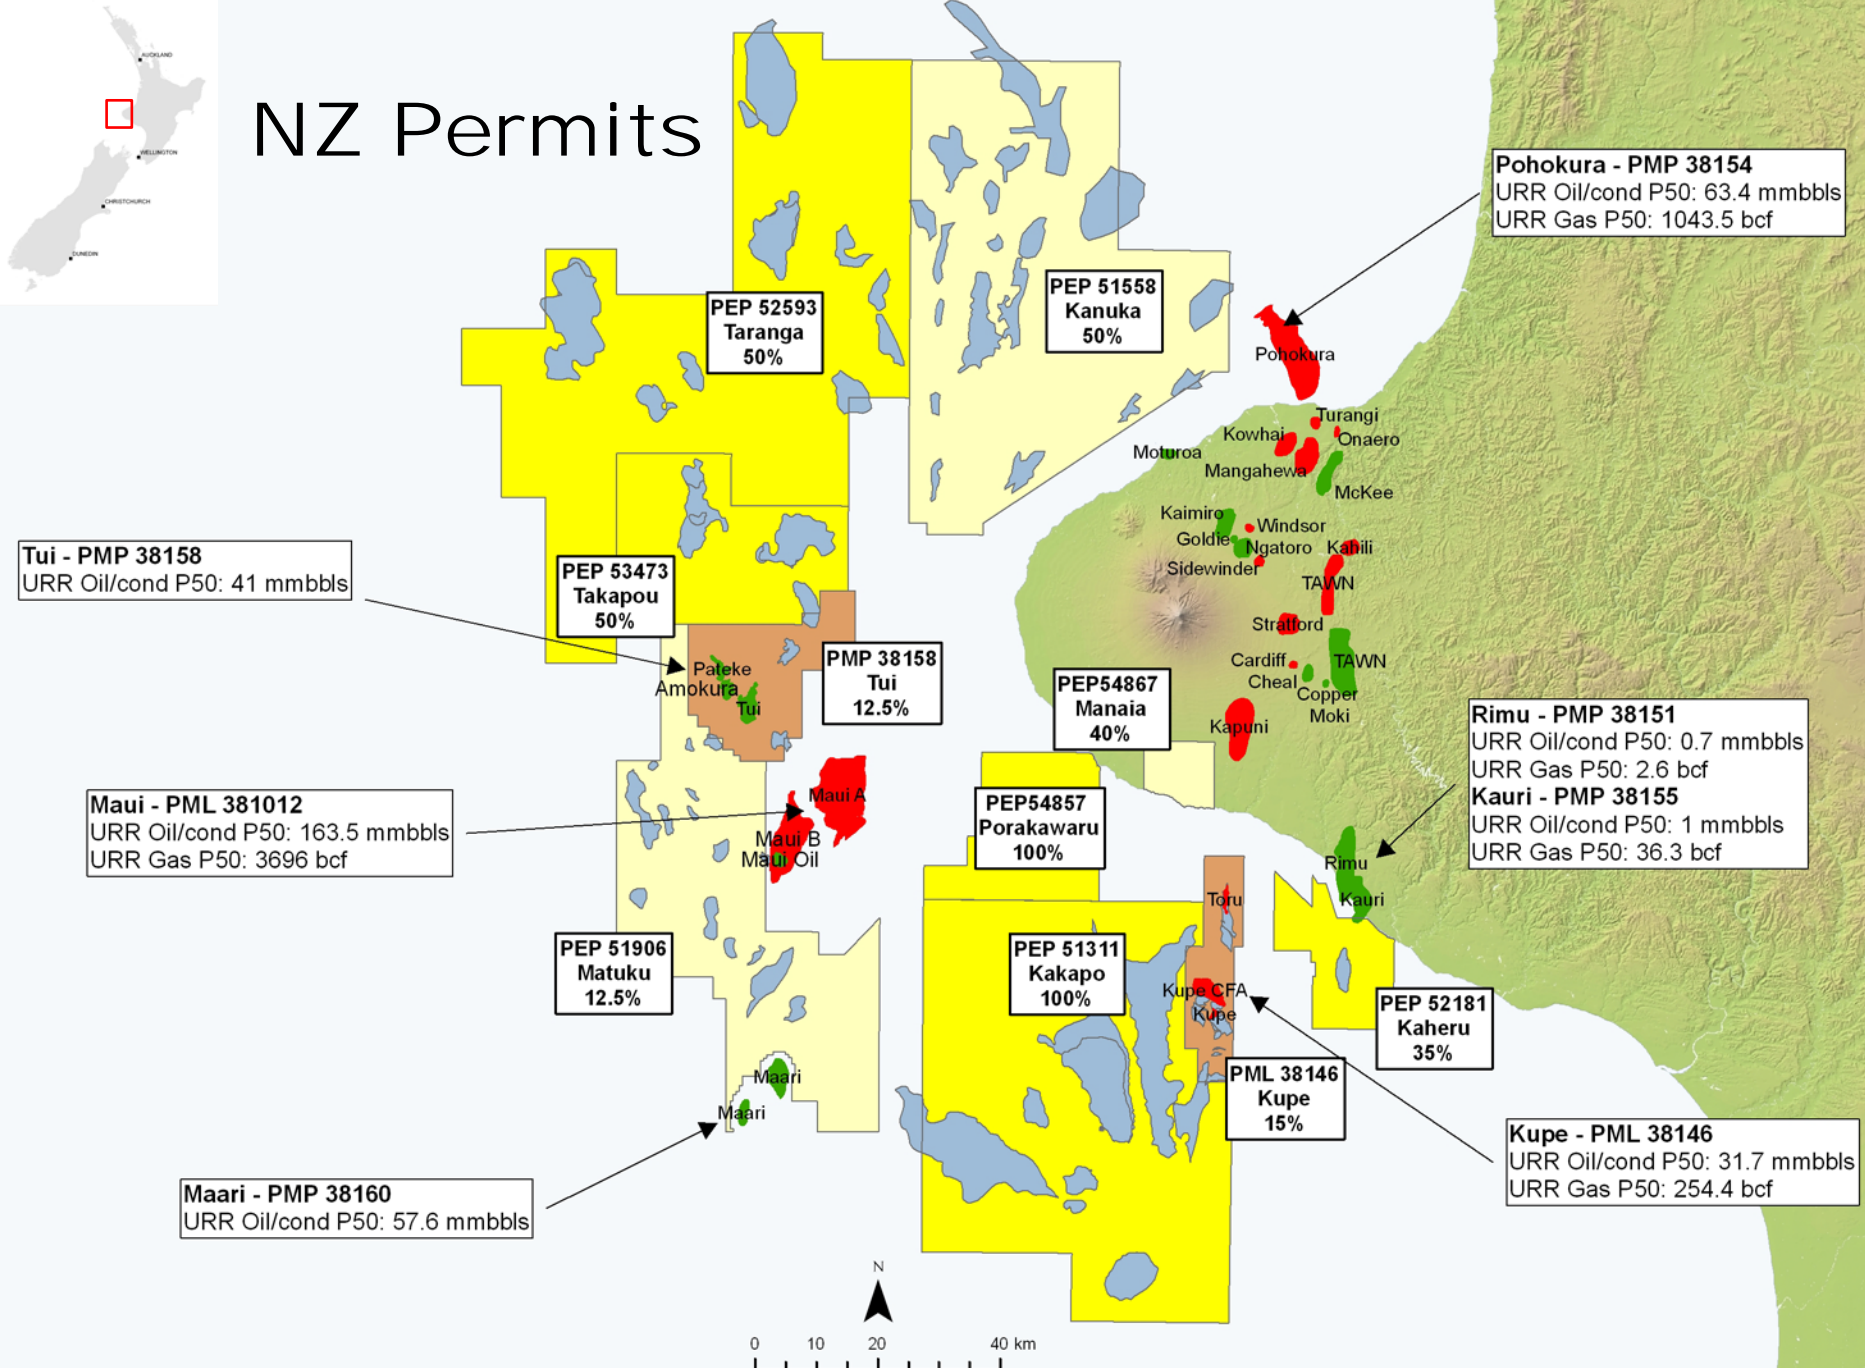 AUCKLAND
WELLINGTON
CHRISTCHURCH
DUNEDIN
NZ Permits
Pohokura - PMP 38154
URR Oil/cond P50: 63.4 mmbbls
URR Gas P50: 1043.5 bcf
PEP 52593
Taranga
50%
PEP 51558
Kanuka
50%
Pohokura
Turangi
Kowhai
Onaero
Moturoa
Mangahewa
McKee
Kaimiro
Windsor
Goldie
Ngatoro
Kahili
Sidewinder
TAWN
Stratford
Cardiff
TAWN
Cheal
Copper
Moki
Kapuni
Tui - PMP 38158
URR Oil/cond P50: 41 mmbbls
PEP 53473
Takapou
50%
Pateke
Amokura
Tui
PMP 38158
Tui
12.5%
PEP54867
Manaia
40%
Rimu - PMP 38151
URR Oil/cond P50: 0.7 mmbbls
URR Gas P50: 2.6 bcf
Kauri - PMP 38155
URR Oil/cond P50: 1 mmbbls
URR Gas P50: 36.3 bcf
Maui - PML 381012
URR Oil/cond P50: 163.5 mmbbls
URR Gas P50: 3696 bcf
Maui A
Maui B
Maui Oil
PEP54857
Porakawaru
100%
Rimu
Kauri
Toru
PEP 51906
Matuku
12.5%
PEP 51311
Kakapo
100%
Kupe CFA
Kupe
PEP 52181
Kaheru
35%
PML 38146
Kupe
15%
Maari
Maari
Kupe - PML 38146
URR Oil/cond P50: 31.7 mmbbls
URR Gas P50: 254.4 bcf
Maari - PMP 38160
URR Oil/cond P50: 57.6 mmbbls
N
0 10 20 40 km